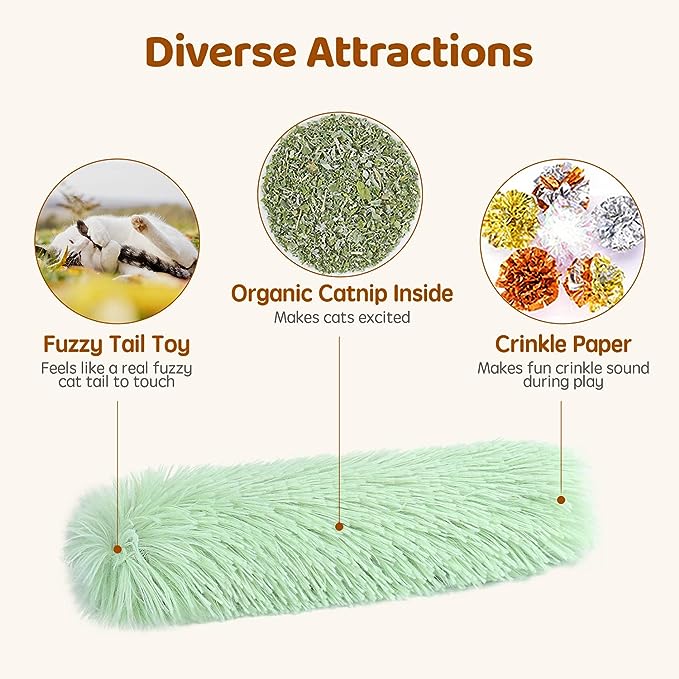 Diverse Attractions
Organic Catnip Inside
Makes cats excited
Fuzzy Tail Toy
Feels like a real fuzzy
cat tail to touch
Crinkle Paper
Makes fun crinkle sound
during play